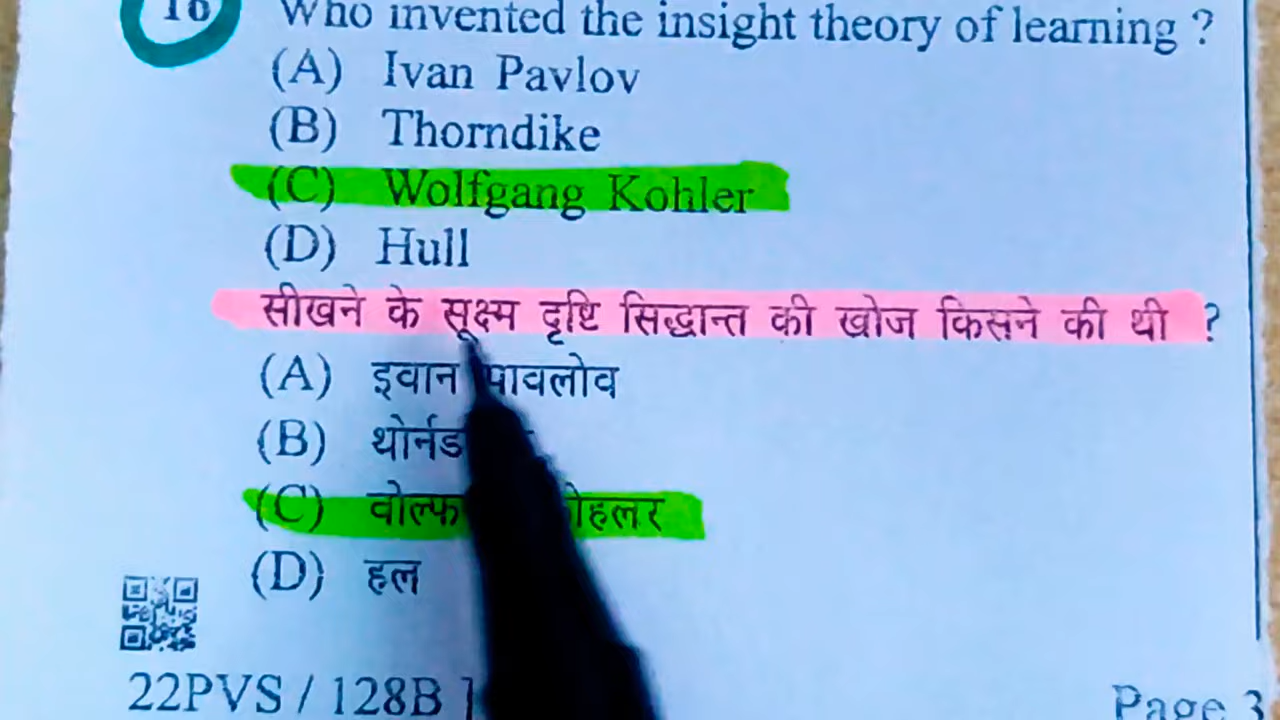 16 Who invented the insight theory of learning ?
(A) Ivan Pavlov
(B) Thorndike
(C) Wolfgang Kohler
(D) Hull
सीखने के सूक्ष्म दृष्टि सिद्धान्त की खोज किसने की थी ?
(A) इवान पावलोव
(B)
(C)
(D) हल
22PVS / 128B ]
Page 3